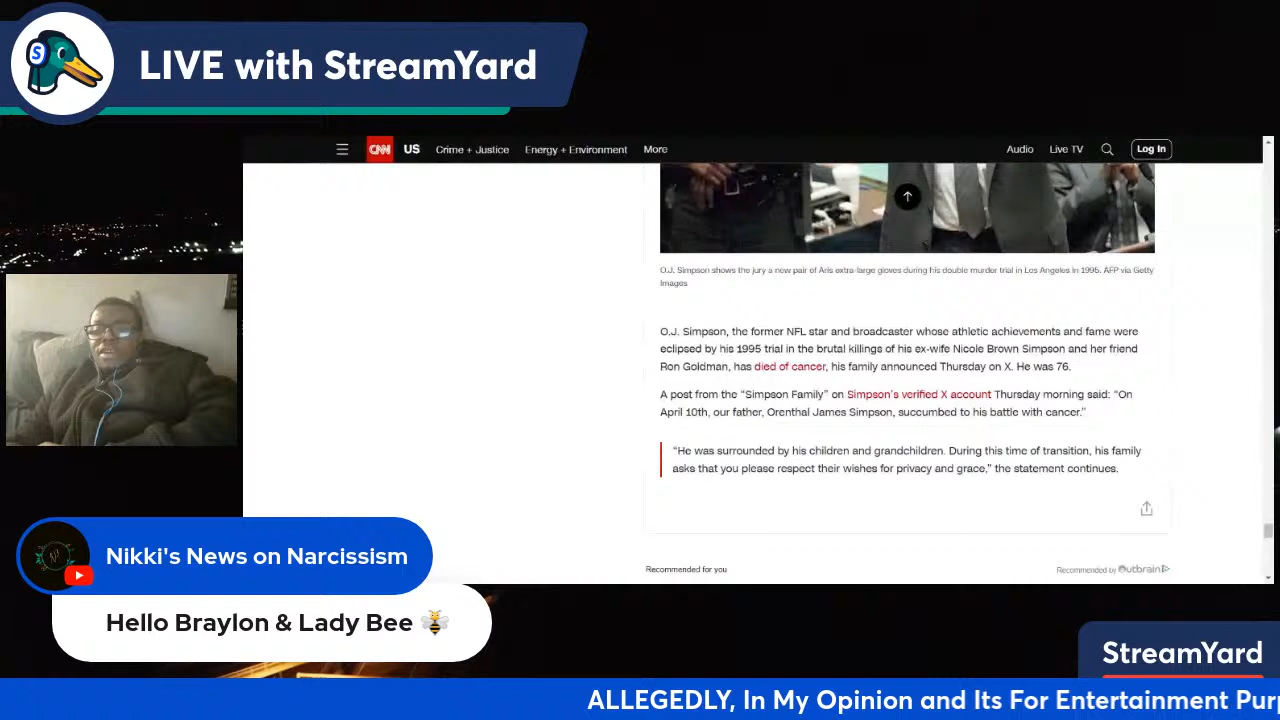 S
LIVE with StreamYard
CNN US Crime + Justice Energy + Environment More Audio Live TV Log In
O.J. Simpson shows the jury a new pair of Aris extra-large gloves during his double murder trial in Los Angeles in 1995. AFP via Getty
Images
O.J. Simpson, the former NFL star and broadcaster whose athletic achievements and fame were
eclipsed by his 1995 trial in the brutal killings of his ex-wife Nicole Brown Simpson and her friend
Ron Goldman, has died of cancer, his family announced Thursday on X. He was 76.
A post from the “Simpson Family” on Simpson's verified X account Thursday morning said: “On
April 10th, our father, Orenthal James Simpson, succumbed to his battle with cancer.”
“He was surrounded by his children and grandchildren. During this time of transition, his family
asks that you please respect their wishes for privacy and grace,” the statement continues.
Recommended for you
Recommended by Outbrain
Nikki's News on Narcissism
Hello Braylon & Lady Bee 🐝
StreamYard
ALLEGEDLY, In My Opinion and Its For Entertainment Pur